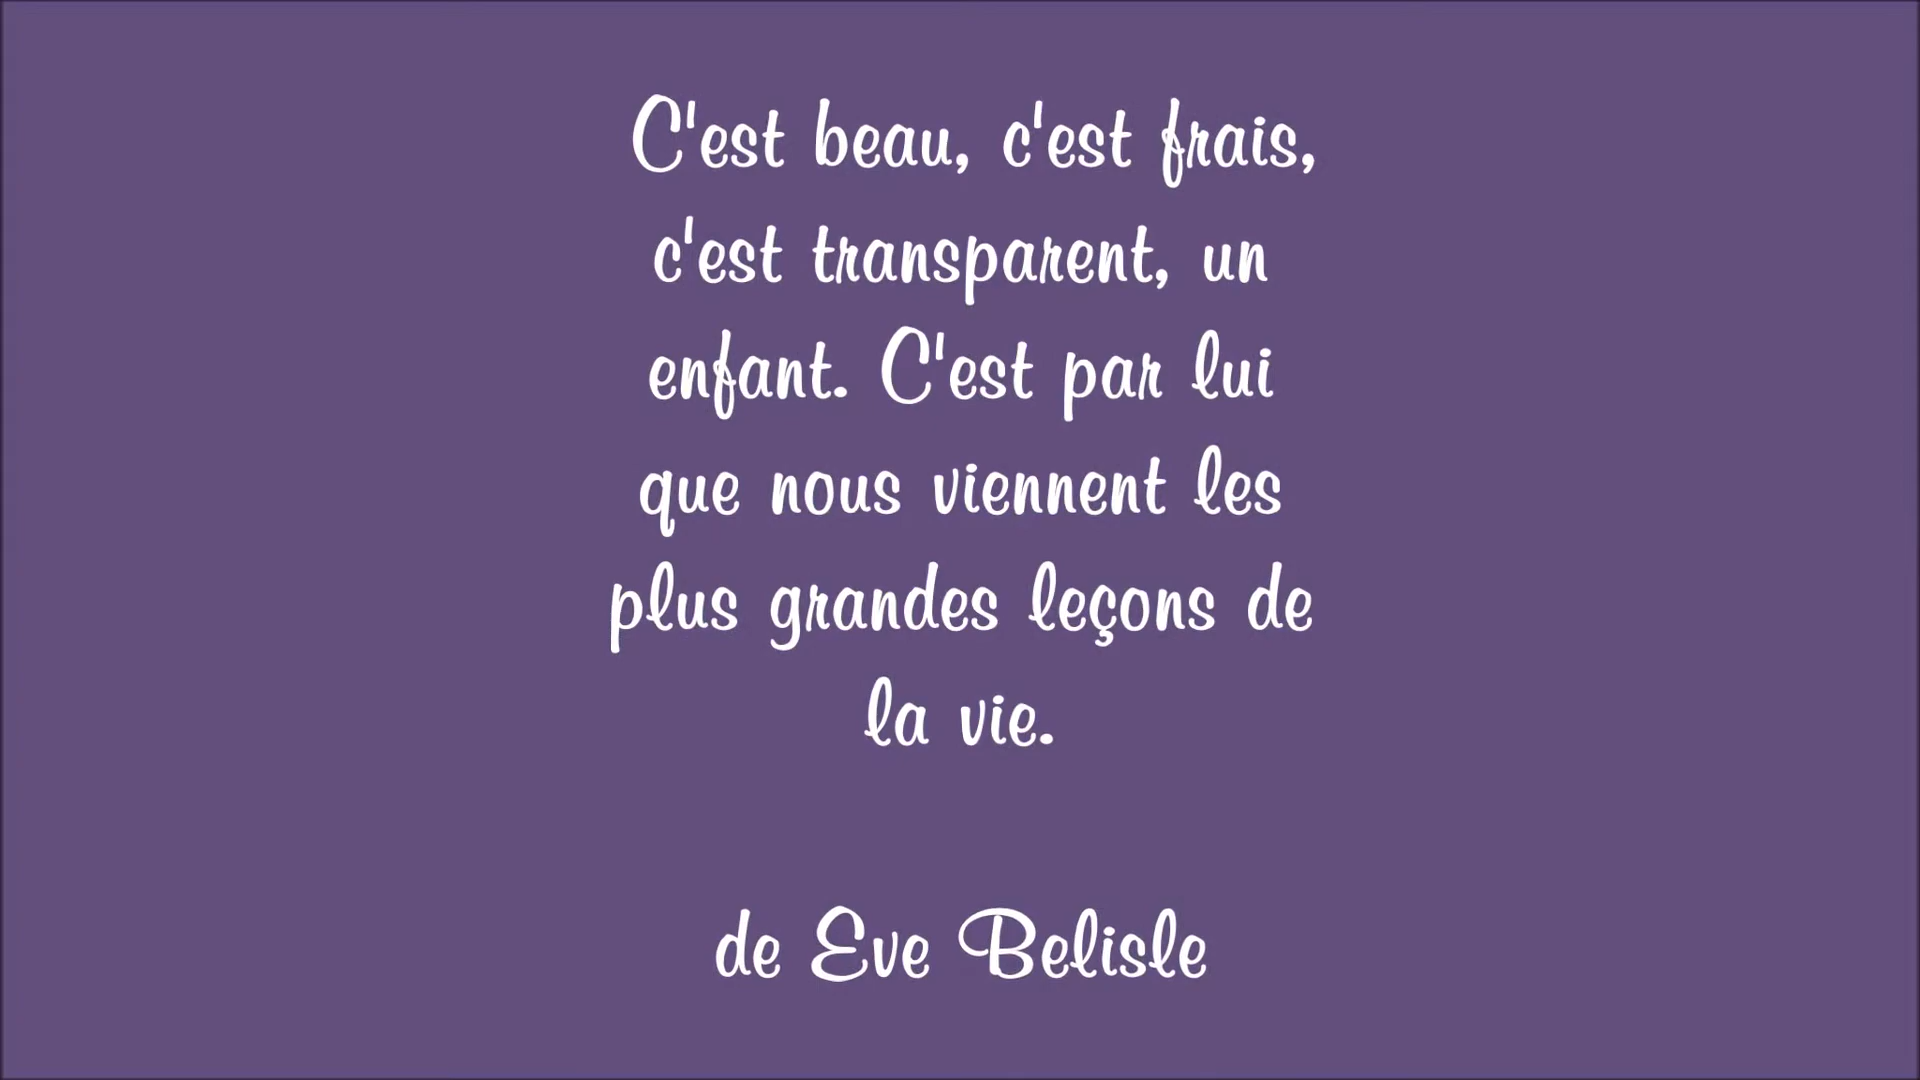 C'est beau, c'est frais,
c'est transparent, un
enfant. C'est par lui
que nous viennent les
plus grandes leçons de
la vie.
de Eve Belisle